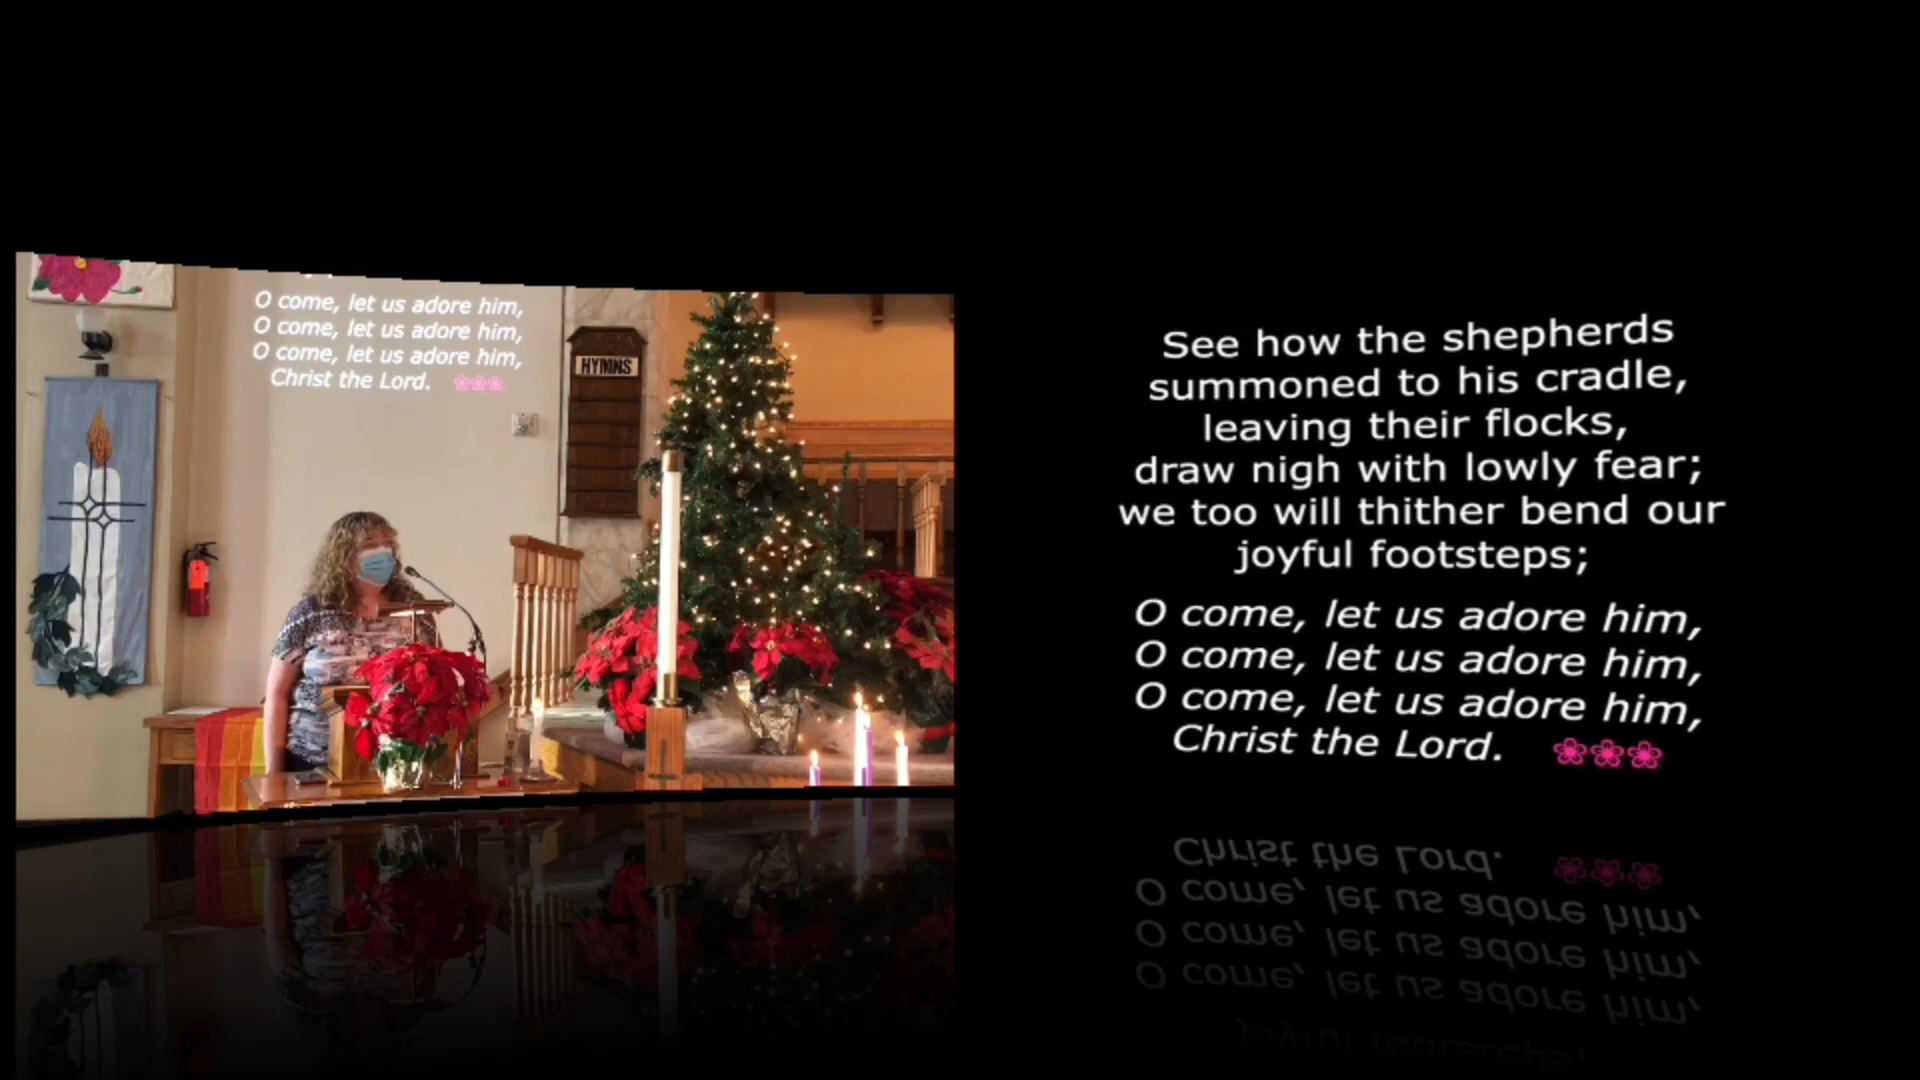 O come, let us adore him,
O come, let us adore him,
O come, let us adore him,
Christ the Lord.
HYMNS
See how the shepherds
summoned to his cradle,
leaving their flocks,
draw nigh with lowly fear;
we too will thither bend our
joyful footsteps;
O come, let us adore him,
O come, let us adore him,
O come, let us adore him,
Christ the Lord.